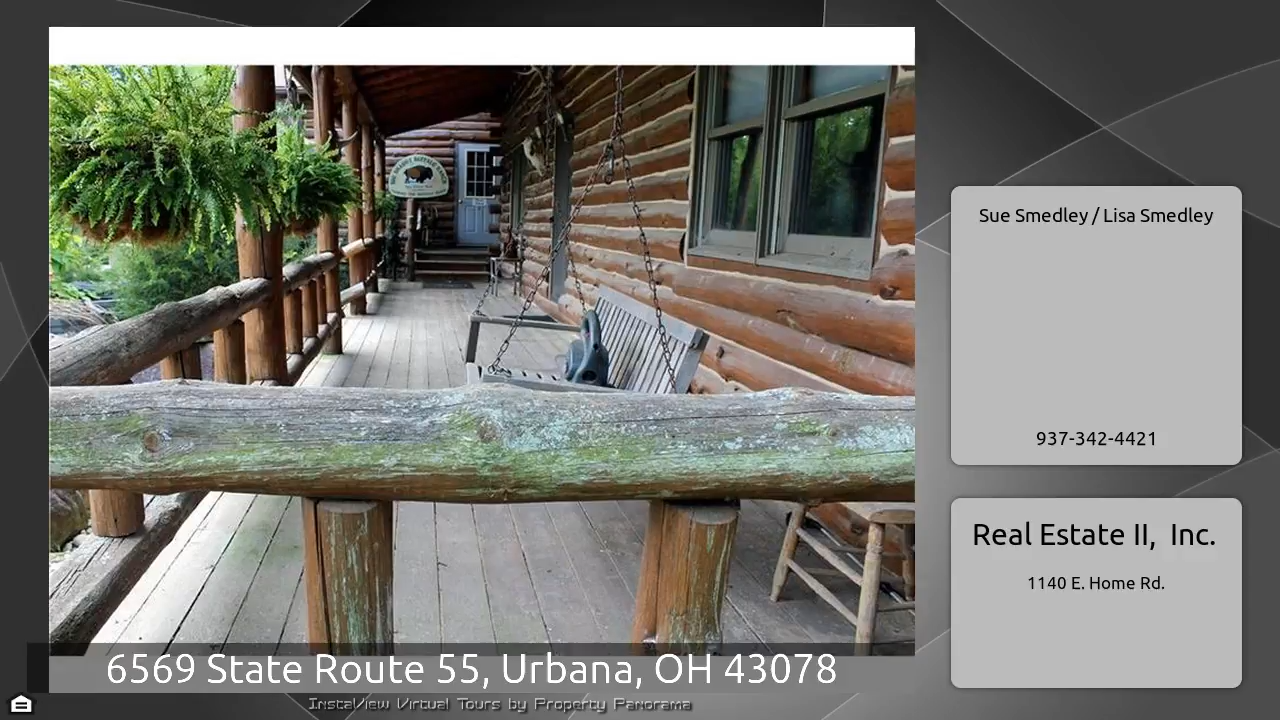 Sue Smedley / Lisa Smedley
937-342-4421
Real Estate II, Inc.
1140 E. Home Rd.
6569 State Route 55, Urbana, OH 43078
InstaView Virtual Tours by Property Panorama